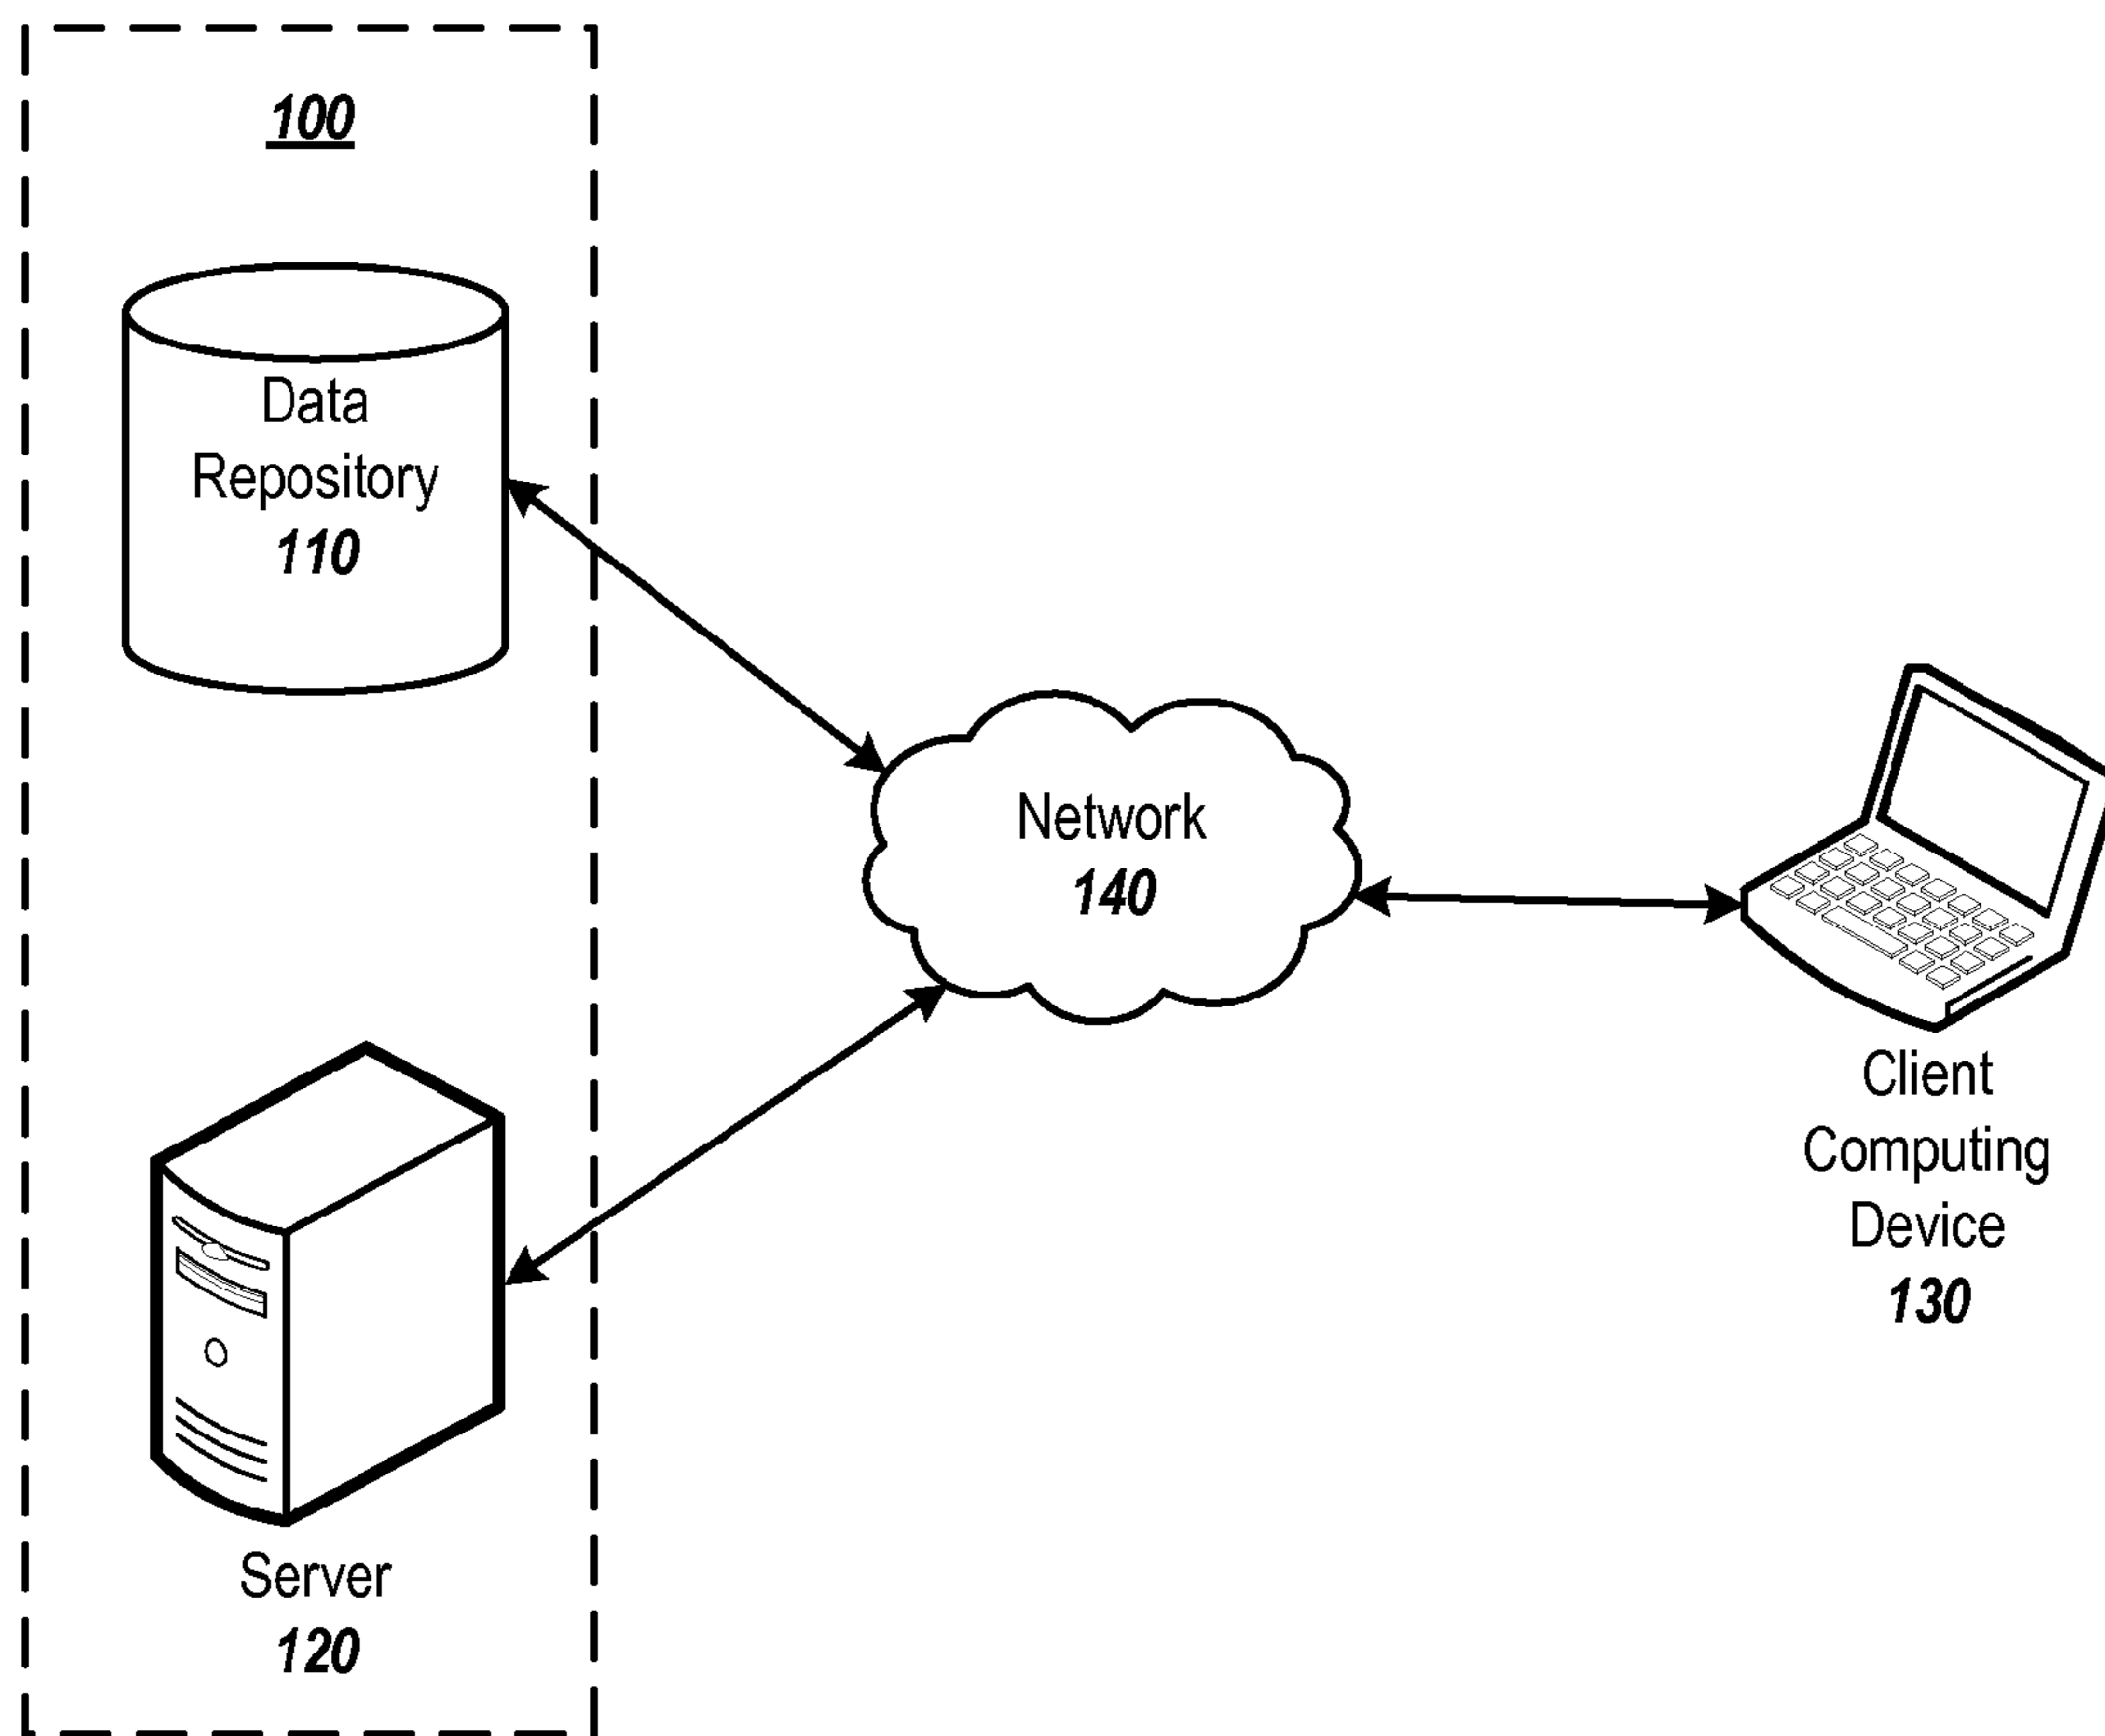 100
Data
Repository
110
Network
140
Client
Computing
Device
130
Server
120